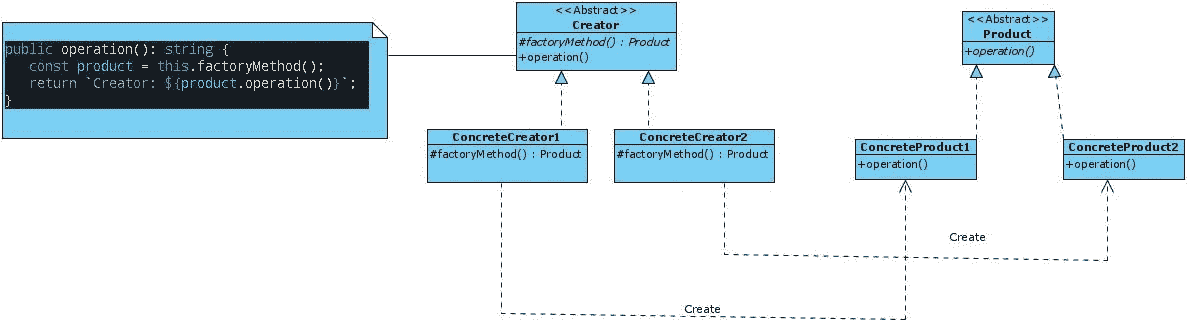 public operation(): string {
const product = this.factoryMethod();
return `Creator: ${product.operation()}`;
}
<<Abstract>>
Creator
#factoryMethod() : Product
+operation()
<<Abstract>>
Product
+operation()
ConcreteCreator1
#factoryMethod() : Product
ConcreteCreator2
#factoryMethod() : Product
ConcreteProduct1
+operation()
ConcreteProduct2
+operation()
Create
Create